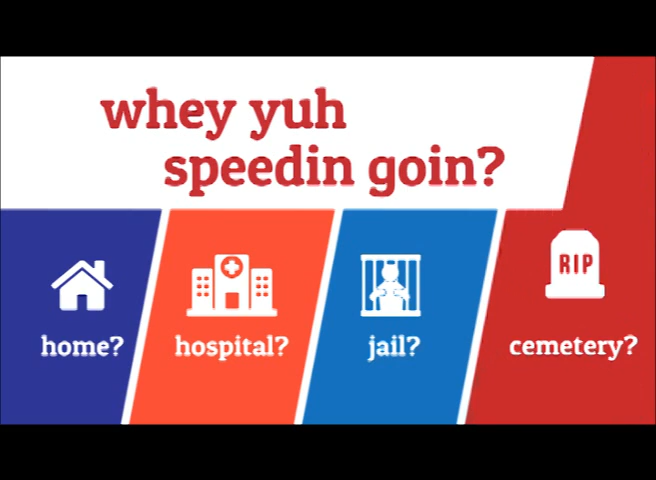 whey yuh
speedin goin?
RIP
home?
hospital?
jail?
cemetery?